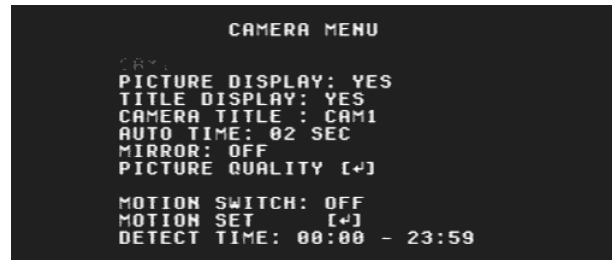 CAMERA MENU
PICTURE DISPLAY: YES
TITLE DISPLAY: YES
CAMERA TITLE : CAM1
AUTO TIME: 02 SEC
MIRROR: OFF
PICTURE QUALITY [↵]
MOTION SWITCH: OFF
MOTION SET [↵]
DETECT TIME: 00:00 - 23:59